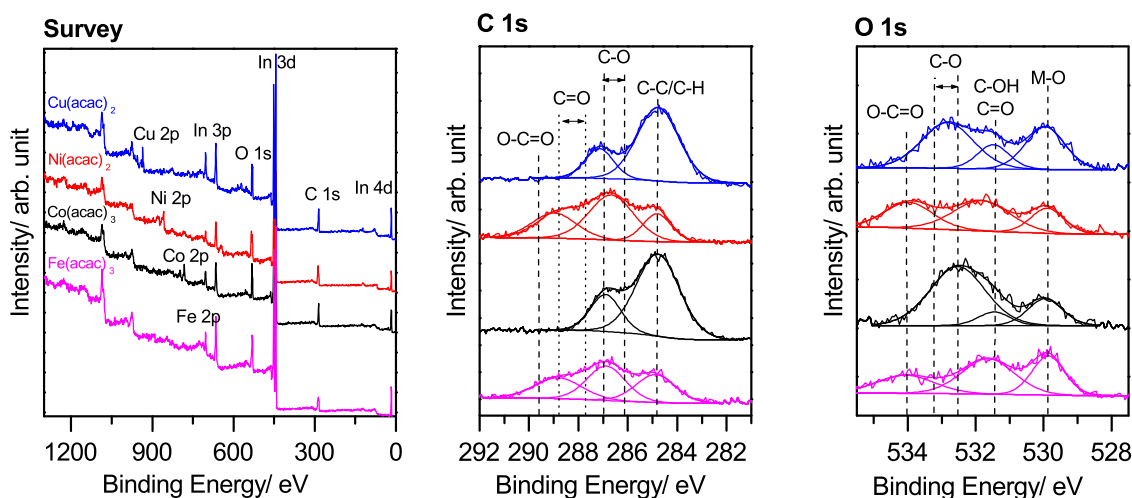 Survey
Cu(acac) 2
Ni(acac) 2
Co(acac) 3
Fe(acac) 3
Cu 2p
Ni 2p
Co 2p
Fe 2p
In 3p
O 1s
In 3d
C 1s
In 4d
Intensity/ arb. unit
1200 900 600 300 0
Binding Energy/ eV
C 1s
C-O
C=O
C-C/C-H
O-C=O
Intensity/ arb. unit
292 290 288 286 284 282
Binding Energy/ eV
O 1s
C-O
M-O
C-OH
O-C=O
C=O
Intensity/ arb. unit
534 532 530 528
Binding Energy/ eV